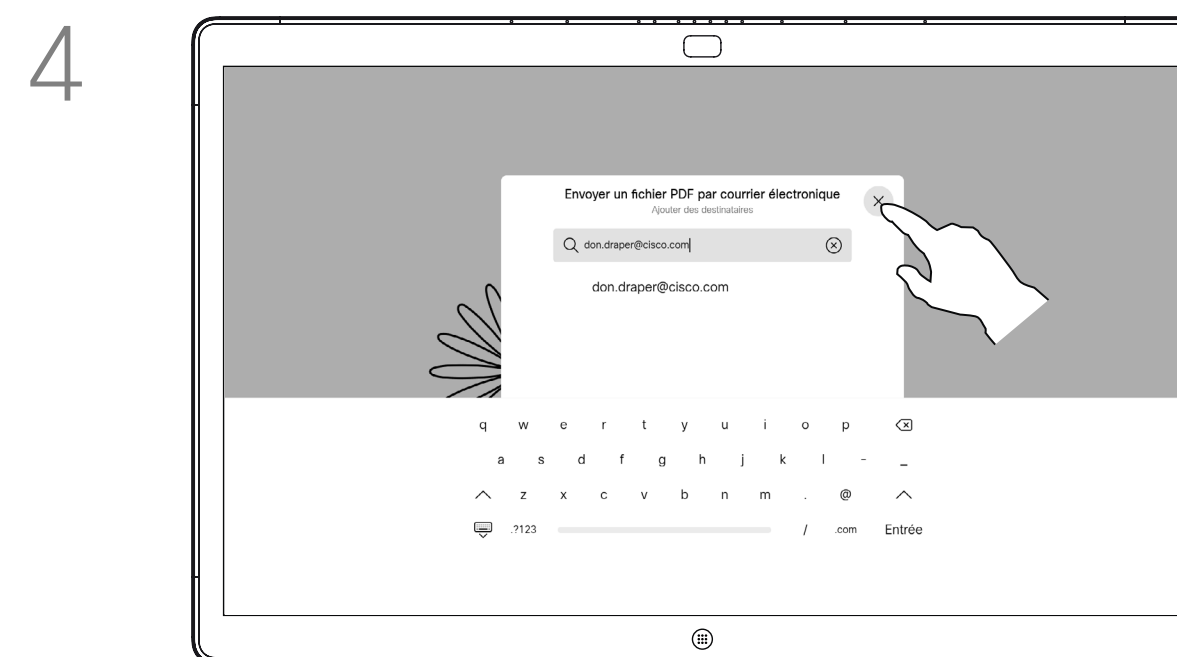 4
Envoyer un fichier PDF par courrier électronique
Ajouter des destinataires
don.draper@cisco.com
don.draper@cisco.com
q w e r t y u i o p
a s d f g h j k l - _
z x c v b n m . @
.?123 / .com Entrée